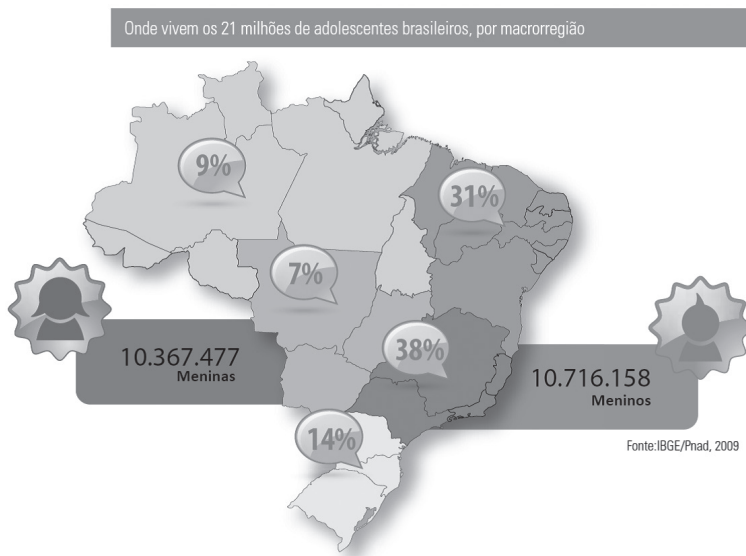 Onde vivem os 21 milhões de adolescentes brasileiros, por macrorregião
9%
31%
7%
38%
10.367.477
Meninas
10.716.158
Meninos
14%
Fonte:IBGE/Pnad, 2009